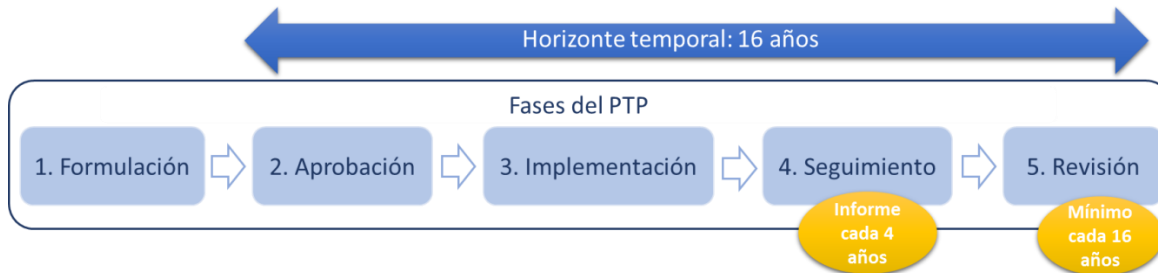 Horizonte temporal: 16 años
Fases del PTP
1. Formulación
2. Aprobación
3. Implementación
4. Seguimiento
5. Revisión
Informe
cada 4
años
Mínimo
cada 16
años